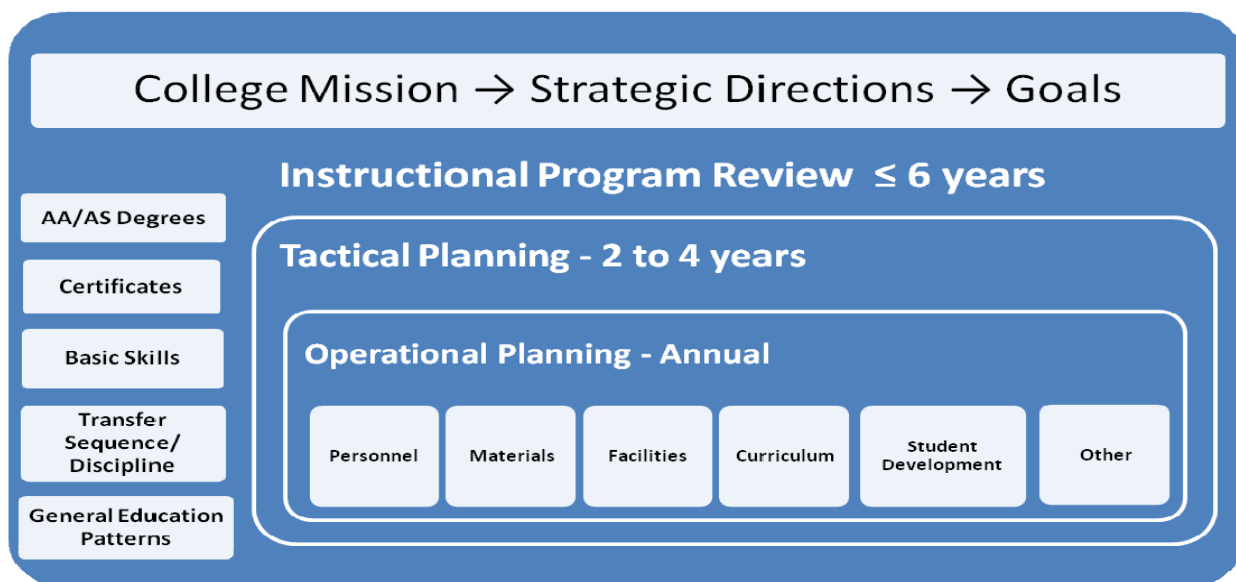 College Mission → Strategic Directions → Goals
Instructional Program Review ≤ 6 years
AA/AS Degrees
Certificates
Basic Skills
Transfer
Sequence/
Discipline
General Education
Patterns
Tactical Planning - 2 to 4 years
Operational Planning - Annual
Personnel
Materials
Facilities
Curriculum
Student
Development
Other